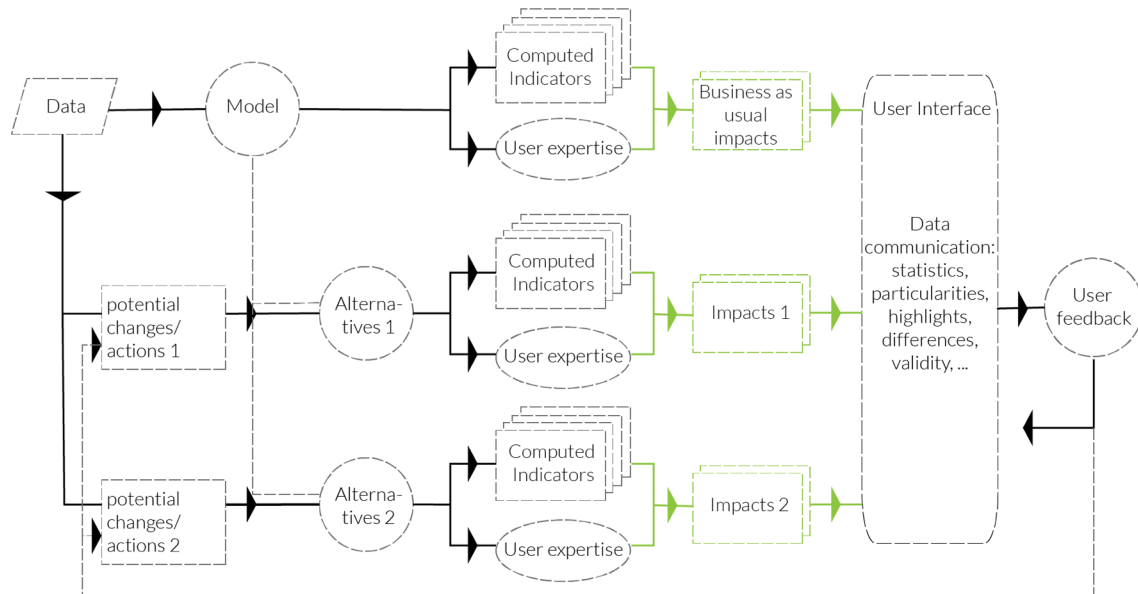 Data
Model
Computed
Indicators
User expertise
Business as
usual
impacts
User Interface
Data
communication:
statistics,
particularities,
highlights,
differences,
validity, ...
User
feedback
potential
changes/
actions 1
Alterna-
tives 1
Computed
Indicators
User expertise
Impacts 1
potential
changes/
actions 2
Alterna-
tives 2
Computed
Indicators
User expertise
Impacts 2